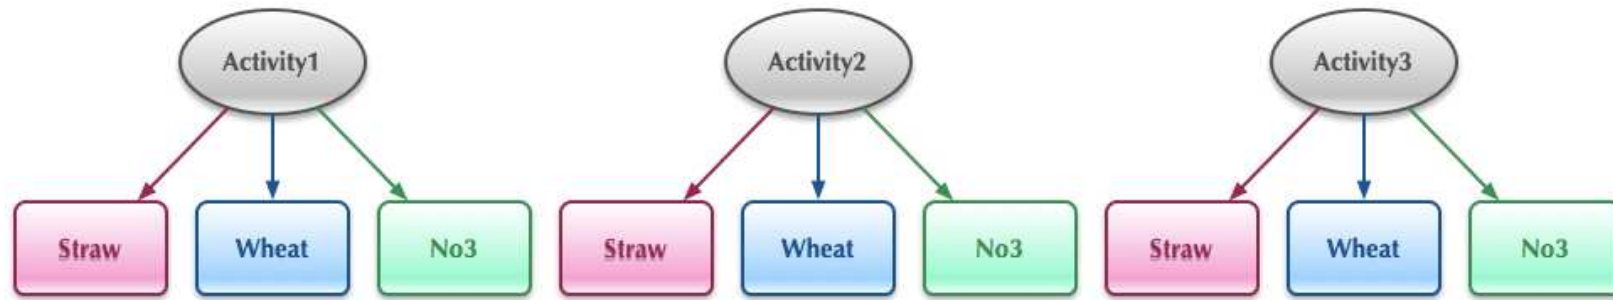 Activity1
Activity2
Activity3
Straw
Wheat
No3
Straw
Wheat
No3
Straw
Wheat
No3